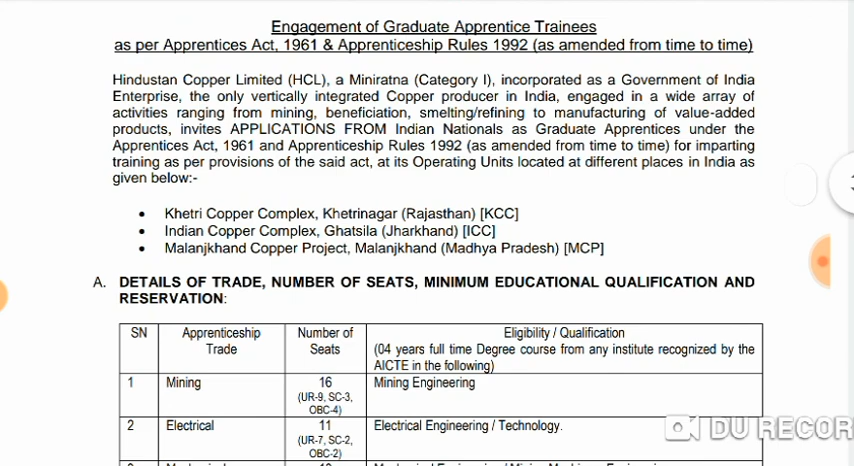 Engagement of Graduate Apprentice Trainees
as per Apprentices Act, 1961 & Apprenticeship Rules 1992 (as amended from time to time)
Hindustan Copper Limited (HCL), a Miniratna (Category I), incorporated as a Government of India
Enterprise, the only vertically integrated Copper producer in India, engaged in a wide array of
activities ranging from mining, beneficiation, smelting/refining to manufacturing of value-added
products, invites APPLICATIONS FROM Indian Nationals as Graduate Apprentices under the
Apprentices Act, 1961 and Apprenticeship Rules 1992 (as amended from time to time) for imparting
training as per provisions of the said act, at its Operating Units located at different places in India as
given below:-
• Khetri Copper Complex, Khetrinagar (Rajasthan) [KCC]
• Indian Copper Complex, Ghatsila (Jharkhand) [ICC]
• Malanjkhand Copper Project, Malanjkhand (Madhya Pradesh) [MCP]
A. DETAILS OF TRADE, NUMBER OF SEATS, MINIMUM EDUCATIONAL QUALIFICATION AND
RESERVATION:
SN Apprenticeship Trade Number of Seats Eligibility / Qualification
(04 years full time Degree course from any institute recognized by the
AICTE in the following)
1 Mining 16 Mining Engineering
(UR-9, SC-3,
OBC-4)
2 Electrical 11 Electrical Engineering / Technology.
(UR-7, SC-2,
OBC-2)
DU RECOR